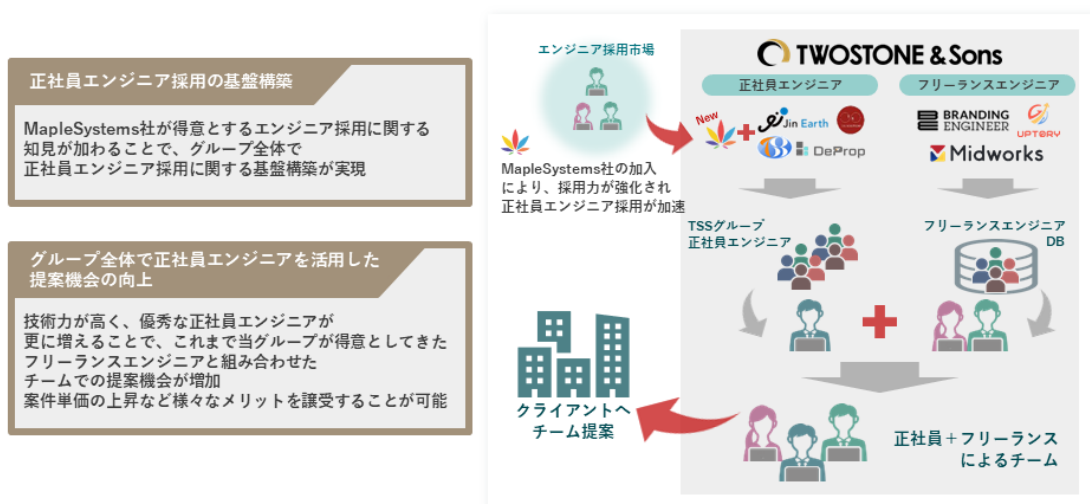 正社員エンジニア採用の基盤構築
MapleSystems社が得意とするエンジニア採用に関する
知見が加わることで、グループ全体で
正社員エンジニア採用に関する基盤構築が実現
グループ全体で正社員エンジニアを活用した
提案機会の向上
技術力が高く、優秀な正社員エンジニアが
更に増えることで、これまで当グループが得意としてきた
フリーランスエンジニアと組み合わせた
チームでの提案機会が増加
案件単価の上昇など様々なメリットを譲受することが可能
エンジニア採用市場
MapleSystems社の加入
により、採用力が強化され
正社員エンジニア採用が加速
TWOSTONE & Sons
正社員エンジニア
フリーランスエンジニア
New
Jin Earth
DeProp
BRANDING
ENGINEER
UPTORY
Midworks
TSSグループ
正社員エンジニア
フリーランスエンジニア
DB
クライアントへ
チーム提案
正社員＋フリーランス
によるチーム